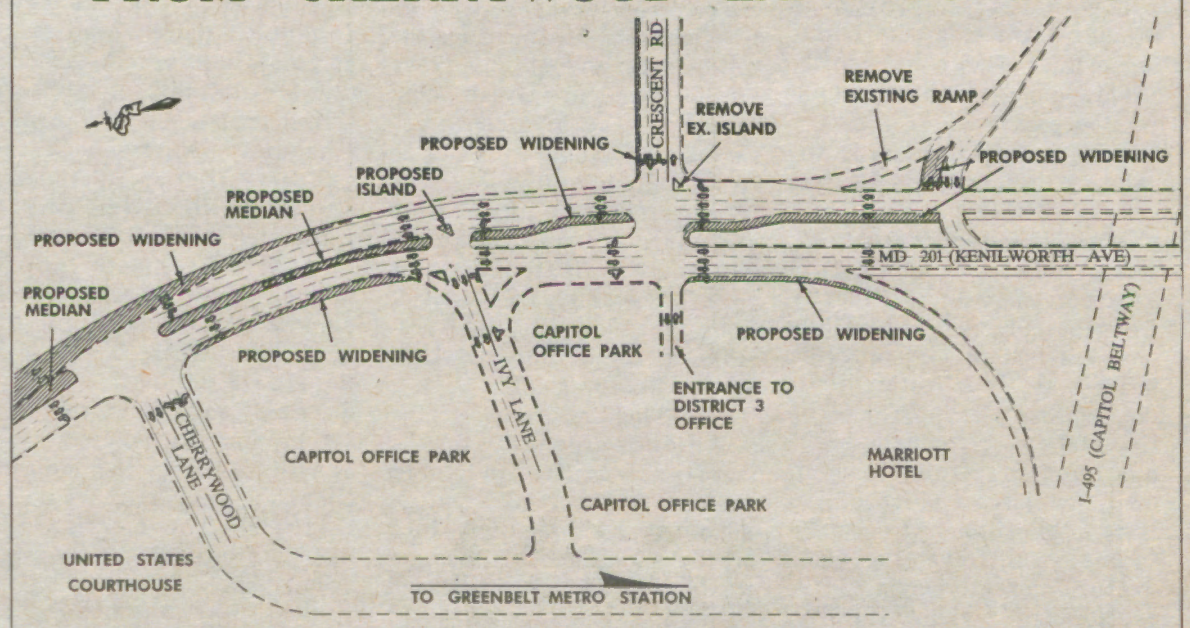 FROM CHERRYWOOD
CRESCENT RD
REMOVE
EXISTING RAMP
REMOVE
EX. ISLAND
PROPOSED WIDENING
PROPOSED WIDENING
PROPOSED
ISLAND
PROPOSED
MEDIAN
PROPOSED WIDENING
MD 201 (KENILWORTH AVE)
PROPOSED
MEDIAN
PROPOSED WIDENING
CAPITOL
OFFICE PARK
PROPOSED WIDENING
IVY LANE
ENTRANCE TO
DISTRICT 3
OFFICE
I-495 (CAPITOL BELTWAY)
CHERRYWOOD
LANE
CAPITOL OFFICE PARK
MARRIOTT
HOTEL
CAPITOL OFFICE PARK
UNITED STATES
COURTHOUSE
TO GREENBELT METRO STATION